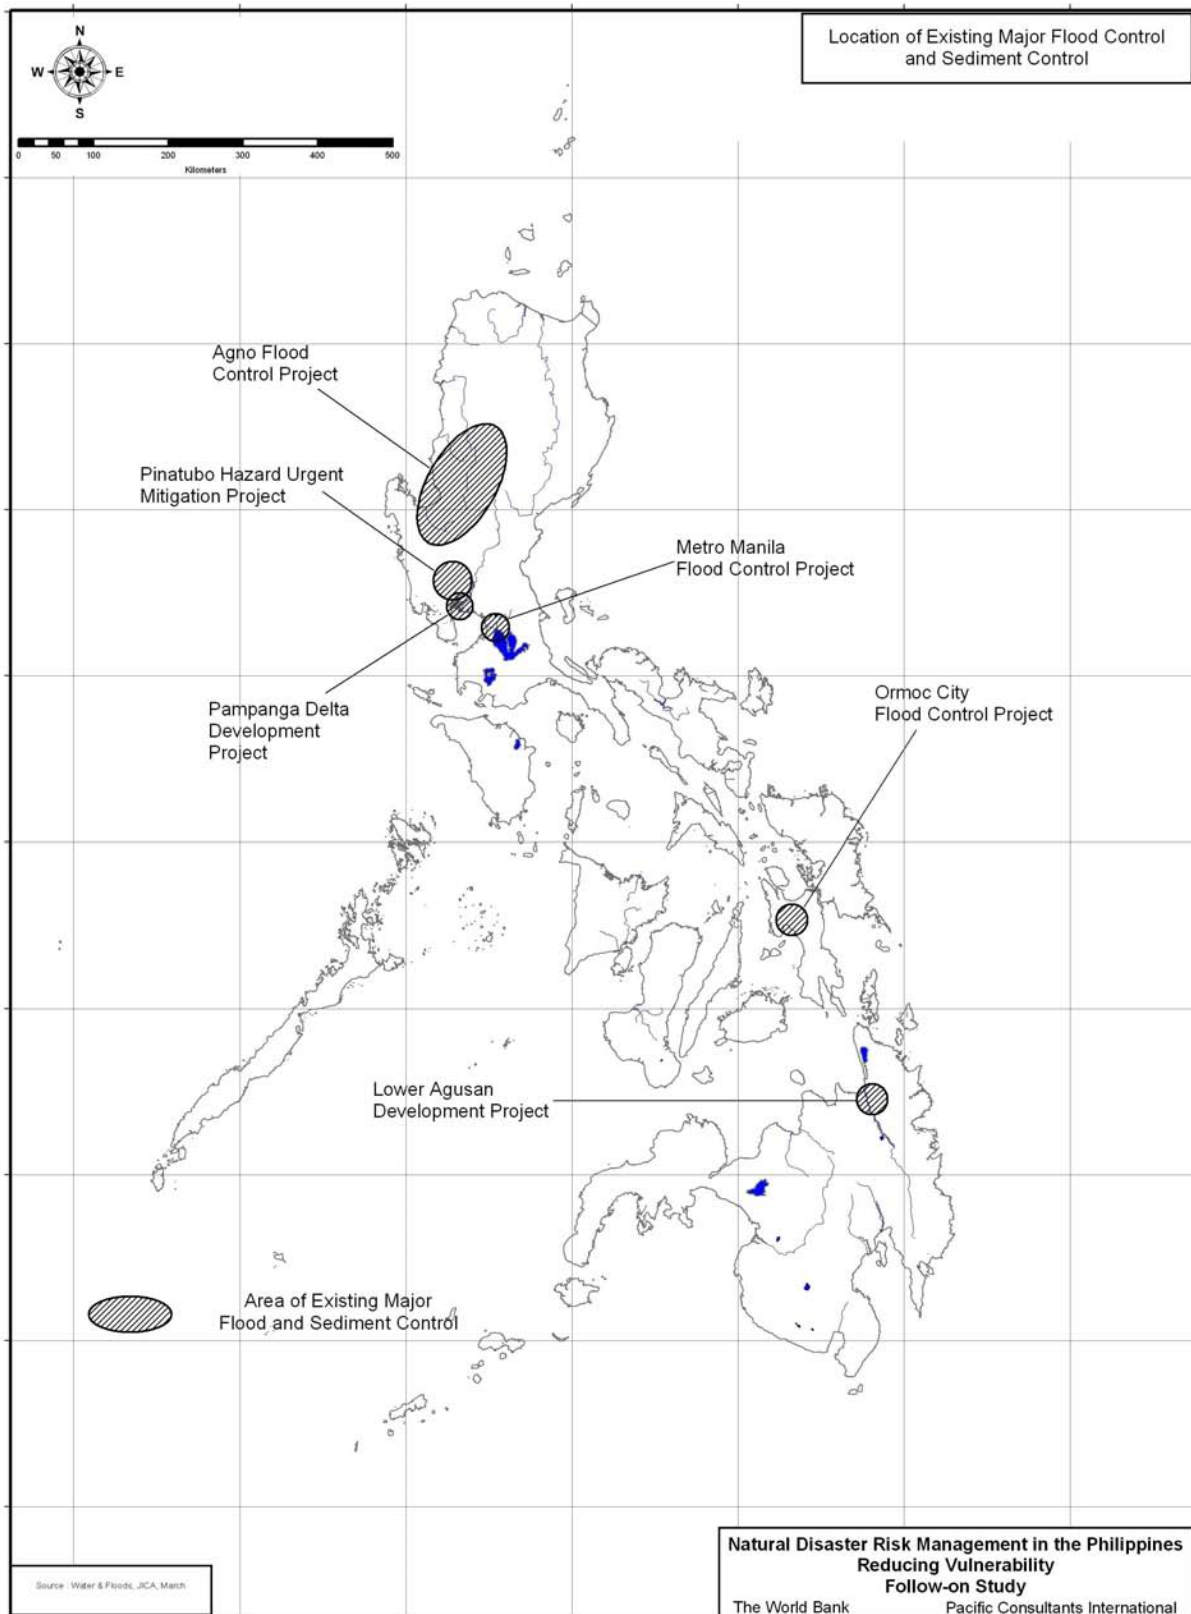 Location of Existing Major Flood Control
and Sediment Control
N
W E
S
0 50 100 200 300 400 500
Kilometers
Agno Flood
Control Project
Pinatubo Hazard Urgent
Mitigation Project
Metro Manila
Flood Control Project
Pampanga Delta
Development
Project
Ormoc City
Flood Control Project
Lower Agusan
Development Project
Area of Existing Major
Flood and Sediment Control
Source : Water & Floods, JICA, March
Natural Disaster Risk Management in the Philippines
Reducing Vulnerability
Follow-on Study
The World Bank Pacific Consultants International